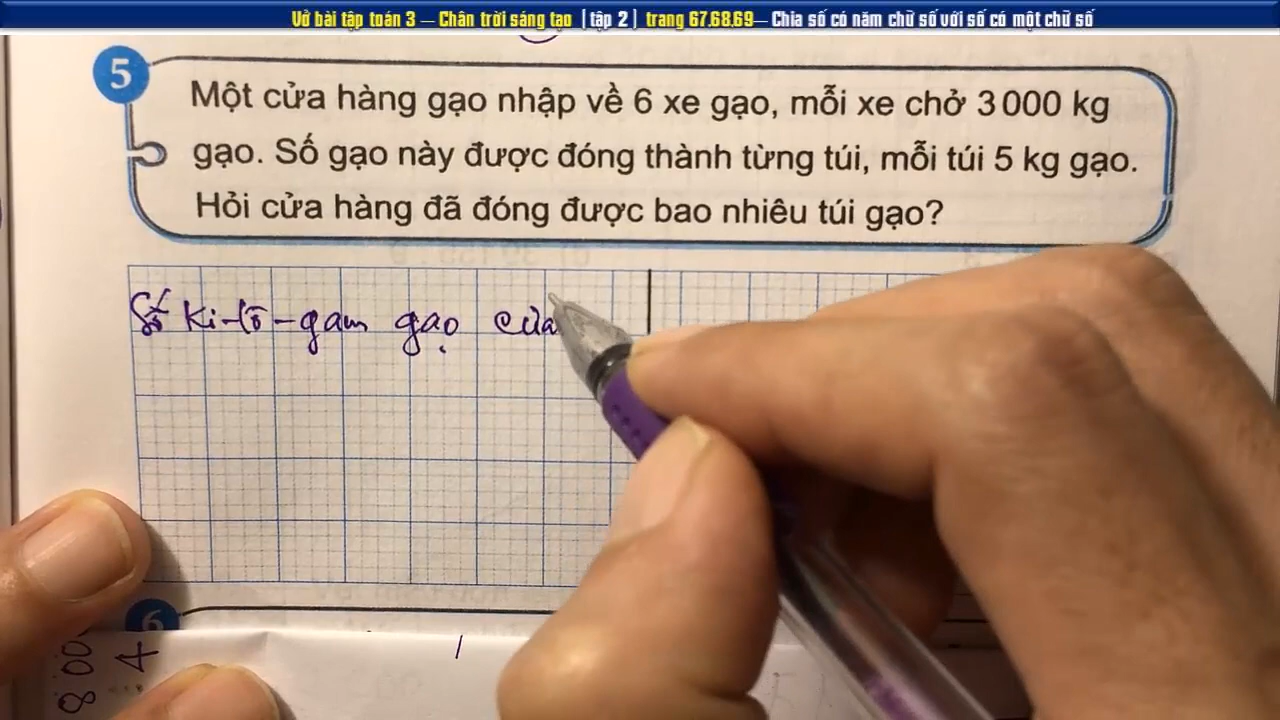 Vở bài tập toán 3 – Chân trời sáng tạo (tập 2) trang 67,68,69– Chia số có năm chữ số với số có một chữ số
5
Một cửa hàng gạo nhập về 6 xe gạo, mỗi xe chở 3 000 kg
gạo. Số gạo này được đóng thành từng túi, mỗi túi 5 kg gạo.
Hỏi cửa hàng đã đóng được bao nhiêu túi gạo?
Số ki-lô-gam gạo của
6
8 000
4